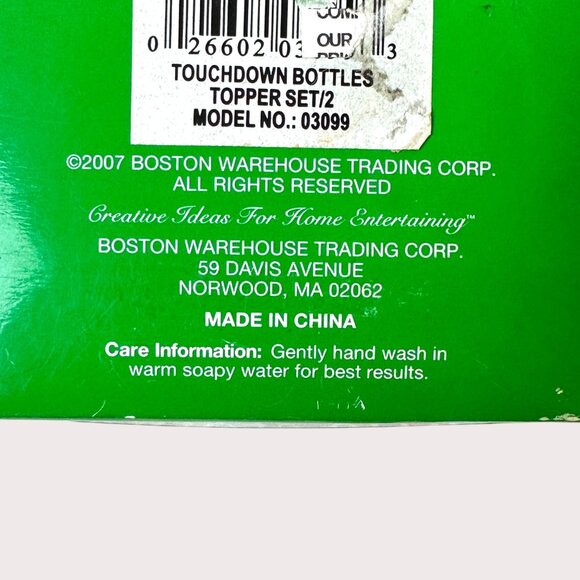 COM
OUR
0 26602 03 3
TOUCHDOWN BOTTLES
TOPPER SET/2
MODEL NO.: 03099
©2007 BOSTON WAREHOUSE TRADING CORP.
ALL RIGHTS RESERVED
Creative Ideas For Home Entertaining™
BOSTON WAREHOUSE TRADING CORP.
59 DAVIS AVENUE
NORWOOD, MA 02062
MADE IN CHINA
Care Information: Gently hand wash in
warm soapy water for best results.